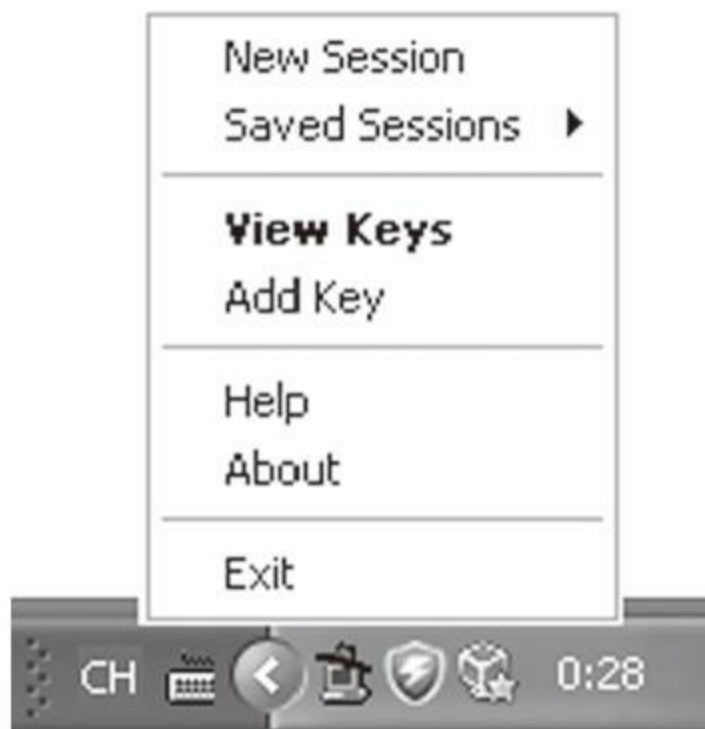 New Session
Saved Sessions
View Keys
Add Key
Help
About
Exit
CH
0:28